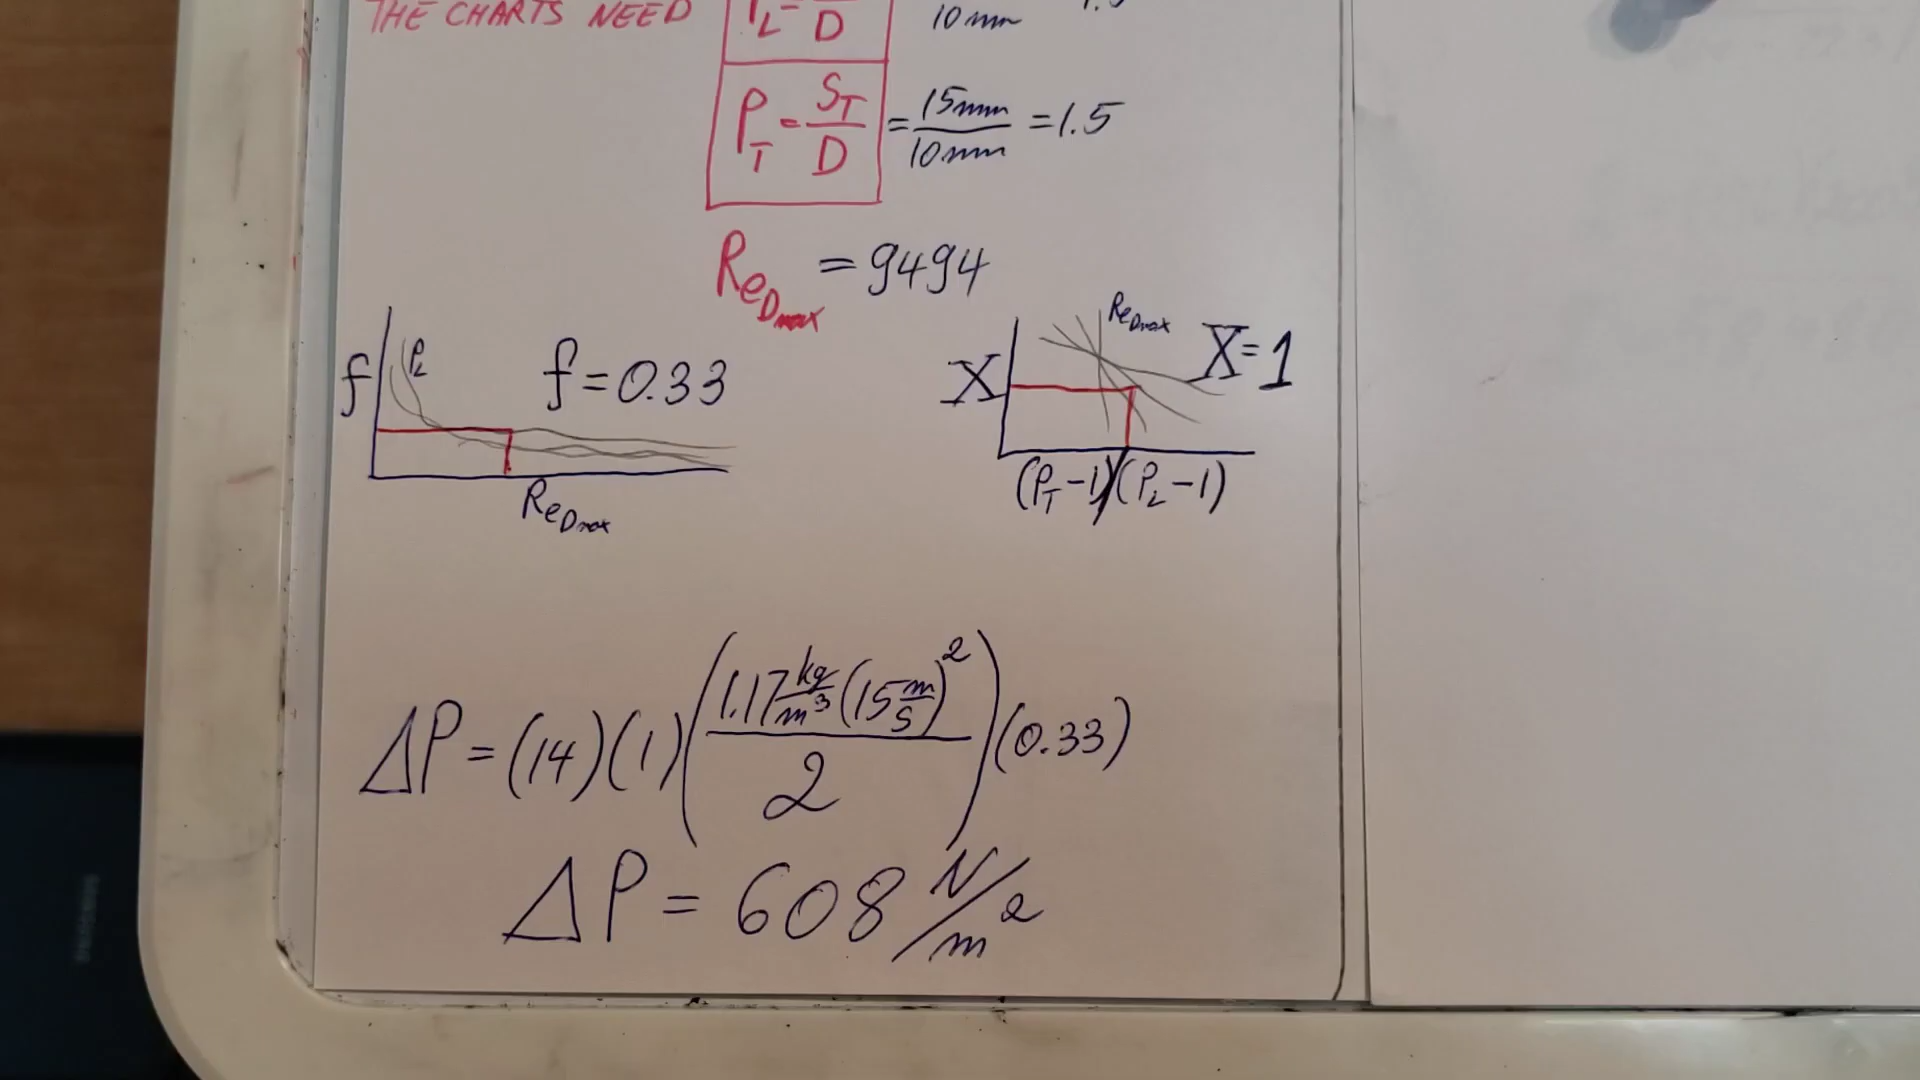 THE CHARTS NEED
P_L = / D
10mm
P_T = S_T / D = 15mm / 10mm = 1.5
Re_Dmax = 9494
f
P_L
f = 0.33
Re_Dmax
X
Re_Dmax
X = 1
(P_T - 1)/(P_L - 1)
ΔP = (14)(1)(1.17 kg/m³ (15 m/s)² / 2)(0.33)
ΔP = 608 N/m²